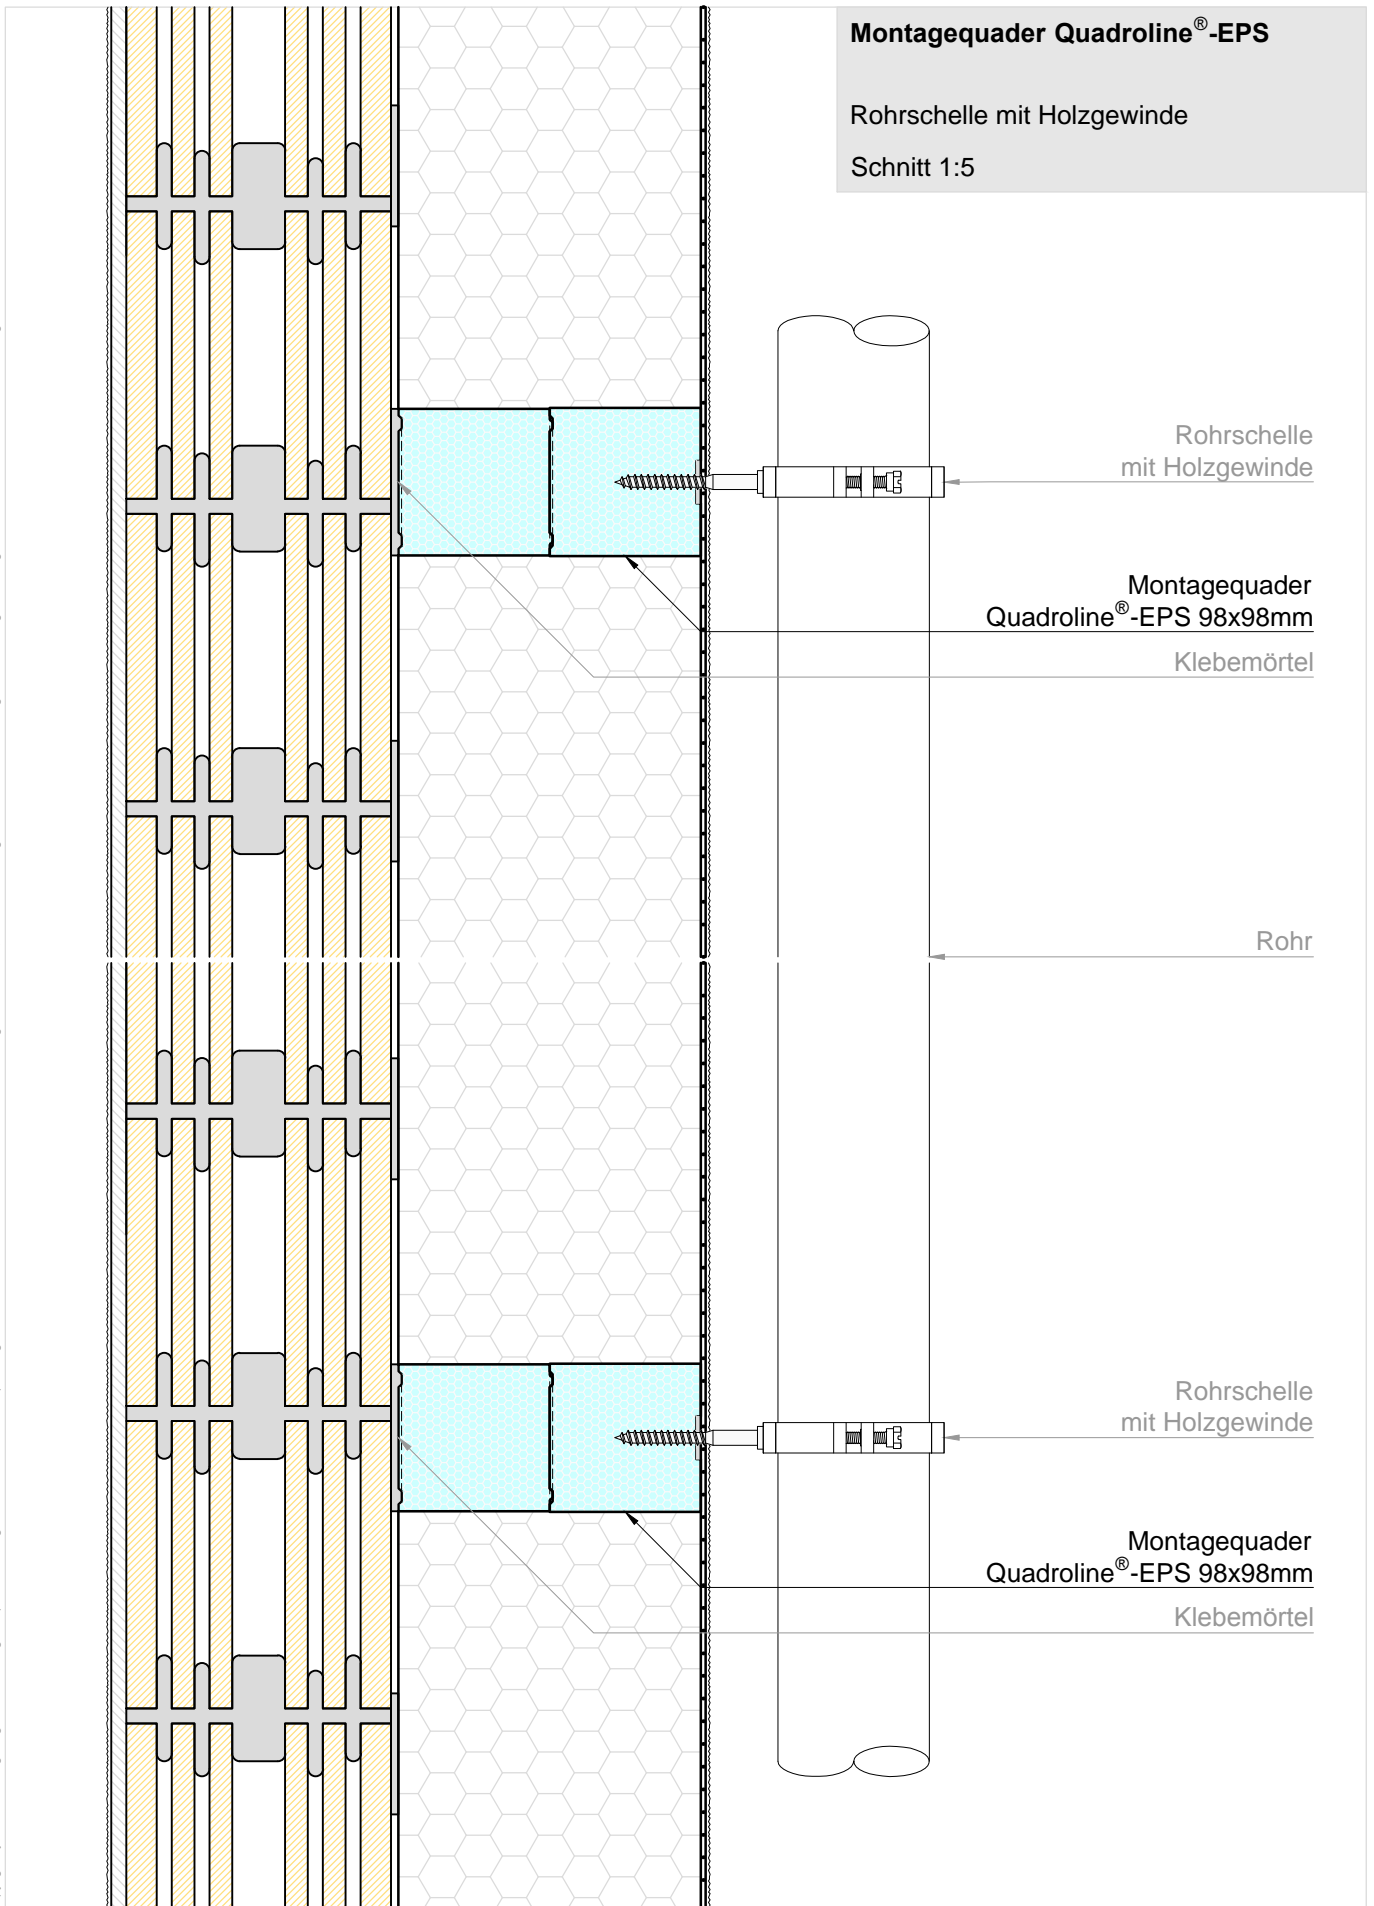 Montagequader Quadroline®-EPS
Rohrschelle mit Holzgewinde
Schnitt 1:5
Rohrschelle
mit Holzgewinde
Montagequader
Quadroline®-EPS 98x98mm
Klebemörtel
Rohr
Rohrschelle
mit Holzgewinde
Montagequader
Quadroline®-EPS 98x98mm
Klebemörtel